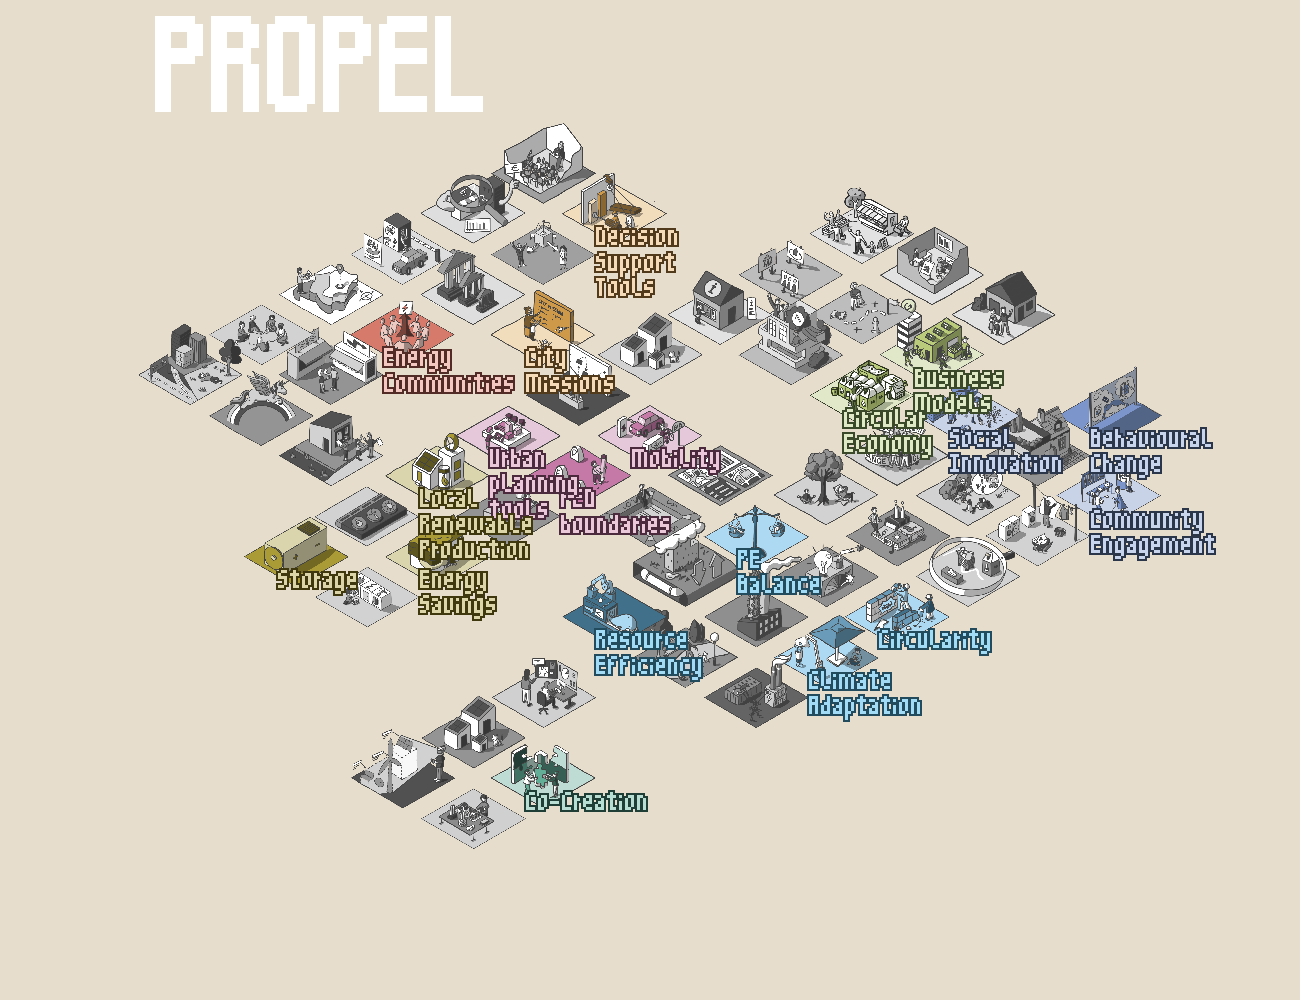 PROPEL
Decision
Support
Tools
Energy
Communities
City
Missions
Business
Models
Circular
Economy
Social
Innovation
Behavioural
Change
Community
Engagement
Urban
planning
tools
Mobility
PED
boundaries
Local
Renewable
Production
Storage
Energy
Savings
PE
Balance
Resource
Efficiency
Circularity
Climate
Adaptation
Co-Creation